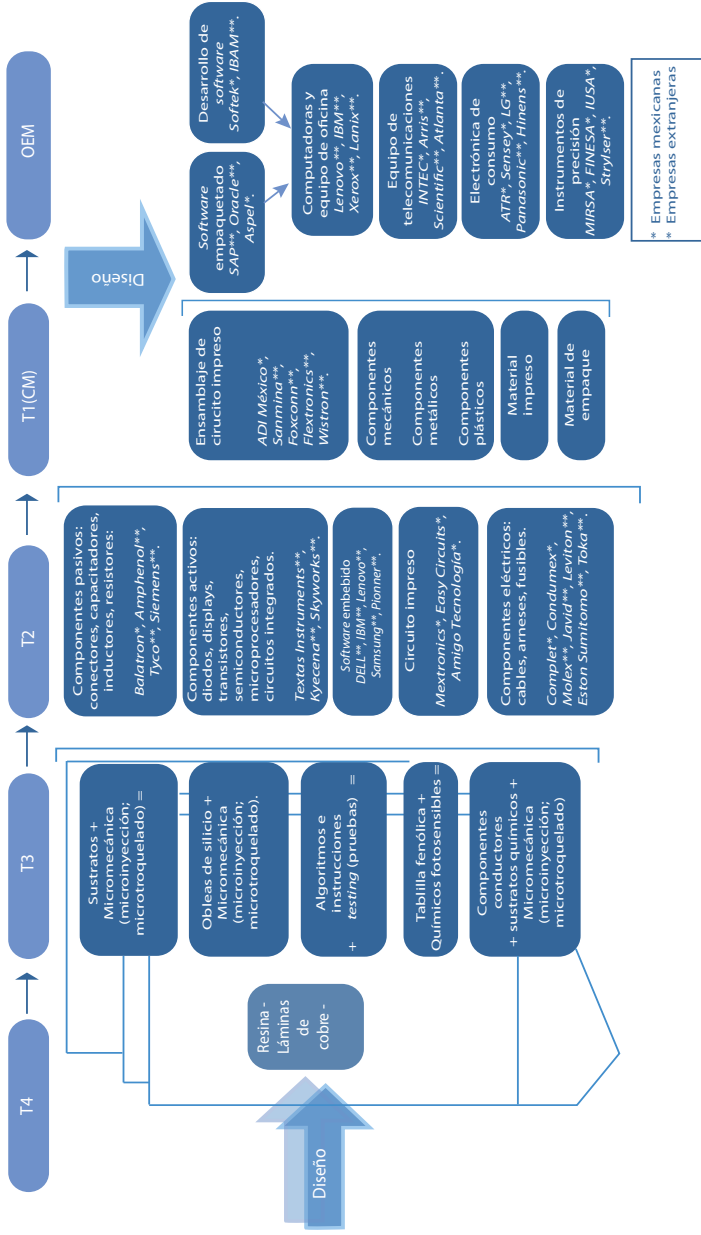 T4
T3
T2
T1(CM)
OEM
Diseño
Resina -
Láminas
de
cobre -
Sustratos +
Micromecánica
(microinyección;
microtroquelado) =
Obleas de silicio +
Micromecánica
(microinyección;
microtroquelado).
Algoritmos e
instrucciones
+ testing (pruebas) =
Tablilla fenólica +
Químicos fotosensibles =
Componentes
conductores
+ sustratos químicos +
Micromecánica
(microinyección;
microtroquelado)
Componentes pasivos:
conectores, capacitadores,
inductores, resistores:
Balatron*, Amphenol**,
Tyco**, Siemens**.
Componentes activos:
diodos, displays,
transistores,
semiconductores,
microprocesadores,
circuitos integrados.
Textas Instruments**,
Kyecena**, Skyworks**.
Software embebido
DELL**, IBM**, Lenovo**,
Samsung**, Pionner**.
Circuito impreso
Mextronics*, Easy Circuits*,
Amigo Tecnología*.
Componentes eléctricos:
cables, arneses, fusibles.
Complet*, Condumex*,
Molex**, Javid**, Leviton**,
Eston Sumitomo**, Toka**.
Ensamblaje de
cirucito impreso
ADI México*,
Sanmina**,
Foxconn**,
Flextronics**,
Wistron**.
Componentes
mecánicos
Componentes
metálicos
Componentes
plásticos
Material
impreso
Material de
empaque
Diseño
Software
empaquetado
SAP**, Oracle**,
Aspel*.
Desarrollo de
software
Softek*, IBAM**.
Computadoras y
equipo de oficina
Lenovo**, IBM**,
Xerox**, Lanix**.
Equipo de
telecomunicaciones
INTEC*, Arris**
Scientific**, Atlanta**.
Electrónica de
consumo
ATR*, Sensey*, LG**,
Panasonic**, Hinens**.
Instrumentos de
precisión
MIRSA*, FINESA*, IUSA*,
Strylser**.
* Empresas mexicanas
* Empresas extranjeras